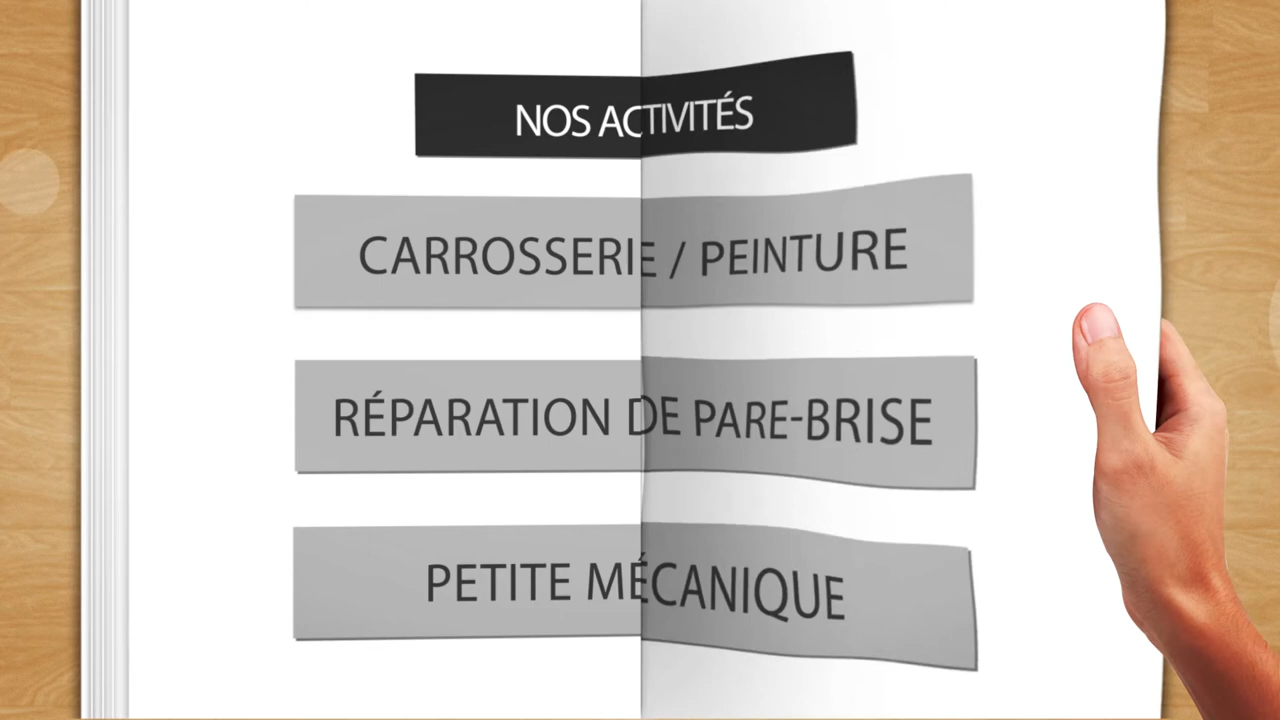 NOS ACTIVITÉS
CARROSSERIE / PEINTURE
RÉPARATION DE PARE-BRISE
PETITE MÉCANIQUE